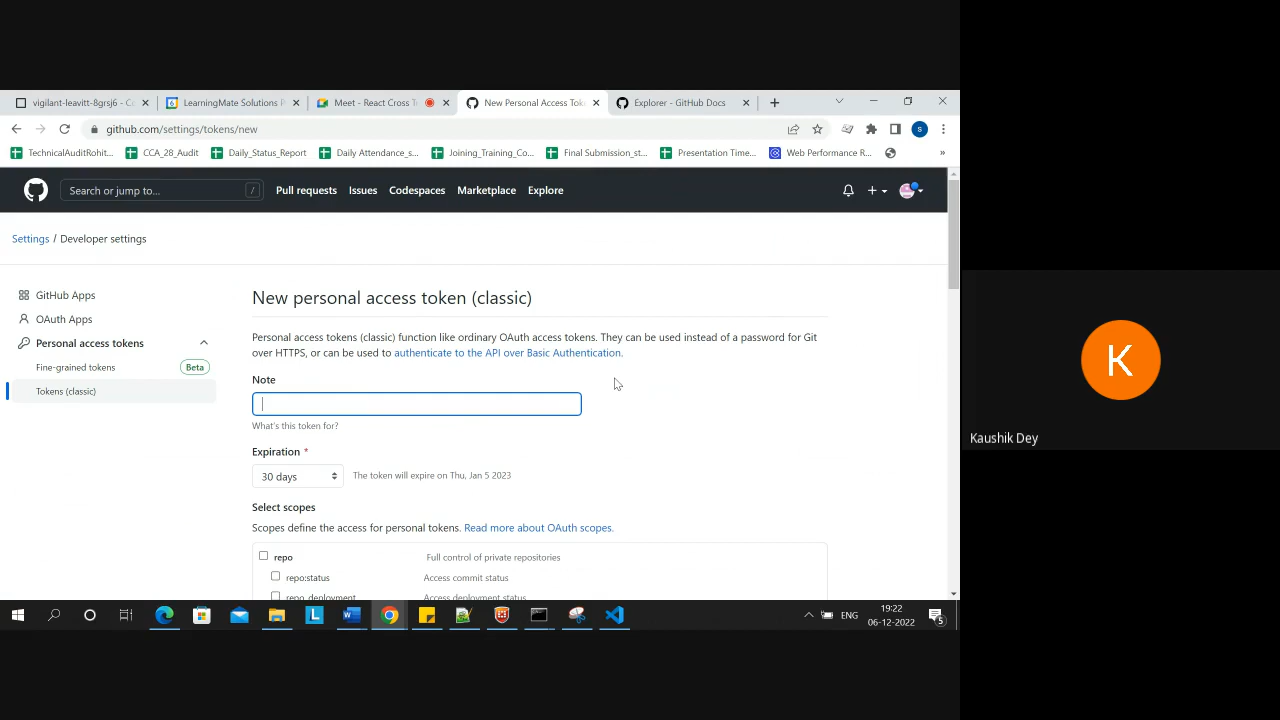 vigilant-leavitt-8grsj6 - C
LearningMate Solutions P
Meet - React Cross T
New Personal Access Tok
Explorer - GitHub Docs
github.com/settings/tokens/new
TechnicalAuditRohit...
CCA_28_Audit
Daily_Status_Report
Daily Attendance_s...
Joining_Training_Co...
Final Submission_st...
Presentation Time...
Web Performance R...
»
Search or jump to...
/
Pull requests
Issues
Codespaces
Marketplace
Explore
Settings / Developer settings
GitHub Apps
OAuth Apps
Personal access tokens
Fine-grained tokens
Beta
Tokens (classic)
New personal access token (classic)
Personal access tokens (classic) function like ordinary OAuth access tokens. They can be used instead of a password for Git
over HTTPS, or can be used to authenticate to the API over Basic Authentication.
Note
What's this token for?
Expiration *
30 days
The token will expire on Thu, Jan 5 2023
Select scopes
Scopes define the access for personal tokens. Read more about OAuth scopes.
repo
Full control of private repositories
repo:status
Access commit status
repo_deployment
Access deployment status
ENG
19:22
06-12-2022
5
K
Kaushik Dey